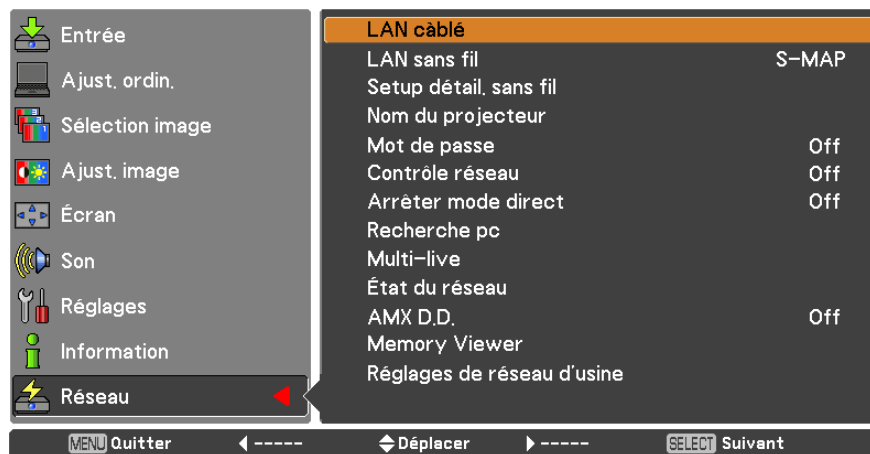 Entrée
Ajust. ordin.
Sélection image
Ajust. image
Écran
Son
Réglages
Information
Réseau
LAN càblé
LAN sans fil S-MAP
Setup détail. sans fil
Nom du projecteur
Mot de passe Off
Contrôle réseau Off
Arrêter mode direct Off
Recherche pc
Multi-live
État du réseau
AMX D.D. Off
Memory Viewer
Réglages de réseau d'usine
MENU Quitter ----- Déplacer ----- SELECT Suivant